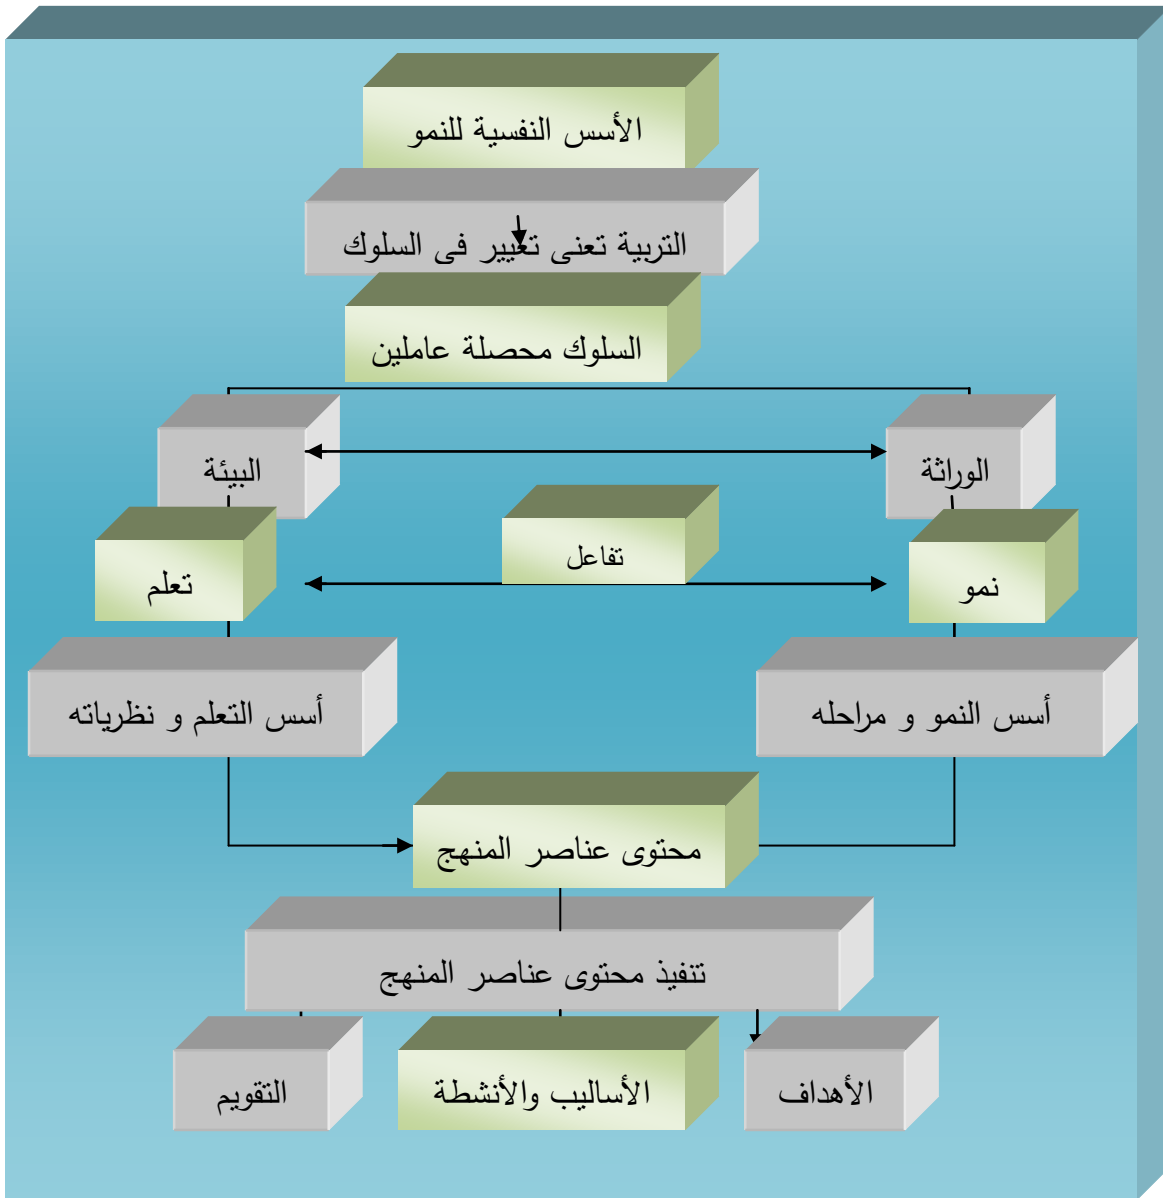 الأسس النفسية للنمو
التربية تعنى تغيير فى السلوك
السلوك محصلة عاملين
الوراثة
البيئة
تفاعل
نمو
تعلم
أسس النمو و مراحله
أسس التعلم و نظرياته
محتوى عناصر المنهج
تنفيذ محتوى عناصر المنهج
الأهداف
الأساليب والأنشطة
التقويم